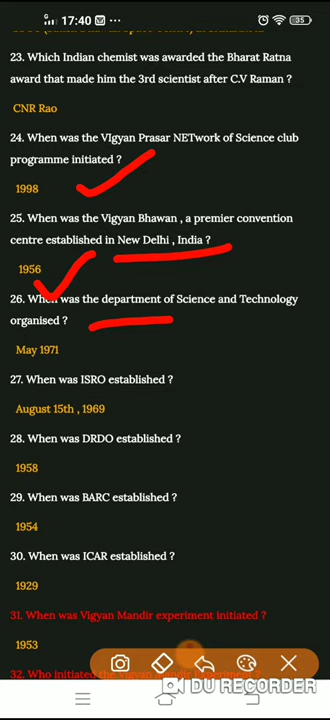 17:40 ... 35
23. Which Indian chemist was awarded the Bharat Ratna
award that made him the 3rd scientist after C.V Raman ?
CNR Rao
24. When was the VIgyan Prasar NETwork of Science club
programme initiated ?
1998
25. When was the Vigyan Bhawan , a premier convention
centre established in New Delhi , India ?
1956
26. When was the department of Science and Technology
organised ?
May 1971
27. When was ISRO established ?
August 15th , 1969
28. When was DRDO established ?
1958
29. When was BARC established ?
1954
30. When was ICAR established ?
1929
31. When was Vigyan Mandir experiment initiated ?
1953
32. Who initiated the Vigyan Mandir experiment ?
DU RECORDER